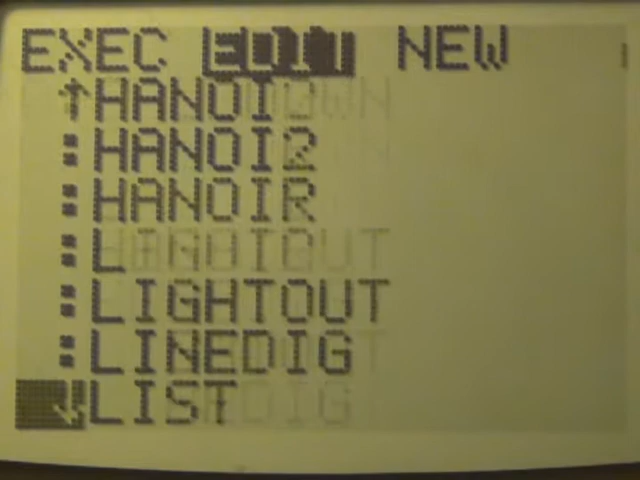 EXEC EDIT NEW
↑HANOI
:HANOI2
:HANOIR
:L
:LIGHTOUT
:LINEDIG
↓LIST